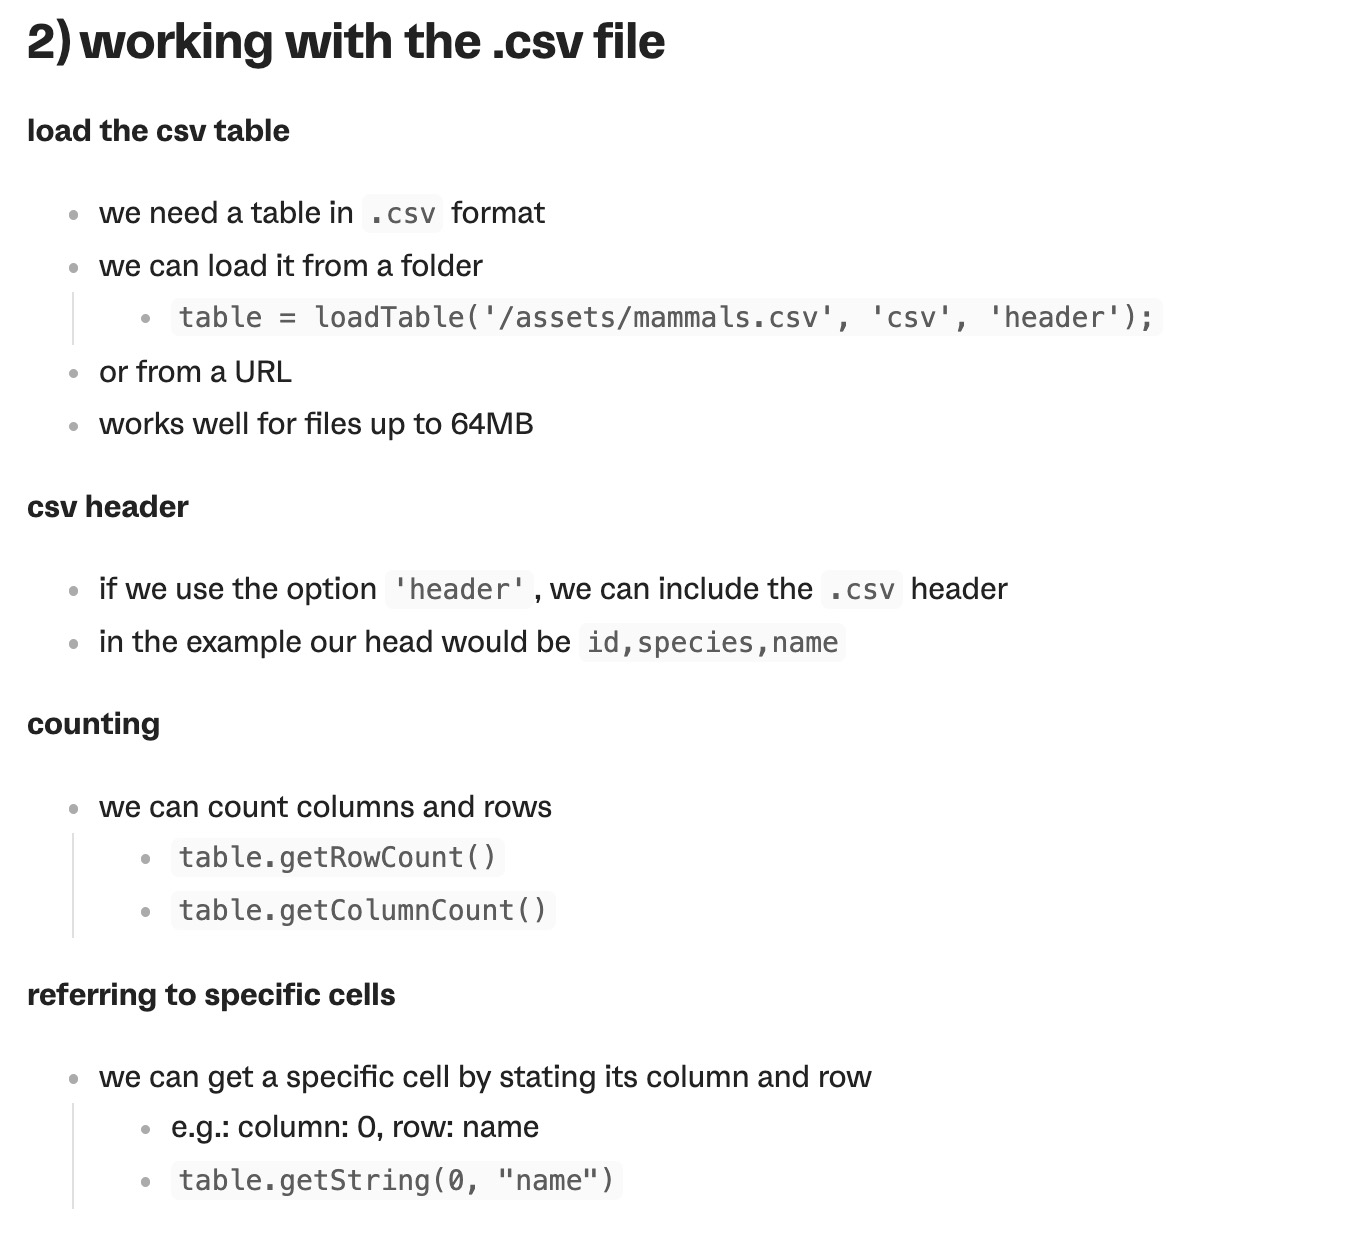 2) working with the .csv file
load the csv table
we need a table in .csv format
we can load it from a folder
table = loadTable('/assets/mammals.csv', 'csv', 'header');
or from a URL
works well for files up to 64MB
csv header
if we use the option 'header', we can include the .csv header
in the example our head would be id,species,name
counting
we can count columns and rows
table.getRowCount()
table.getColumnCount()
referring to specific cells
we can get a specific cell by stating its column and row
e.g.: column: 0, row: name
table.getString(0, "name")